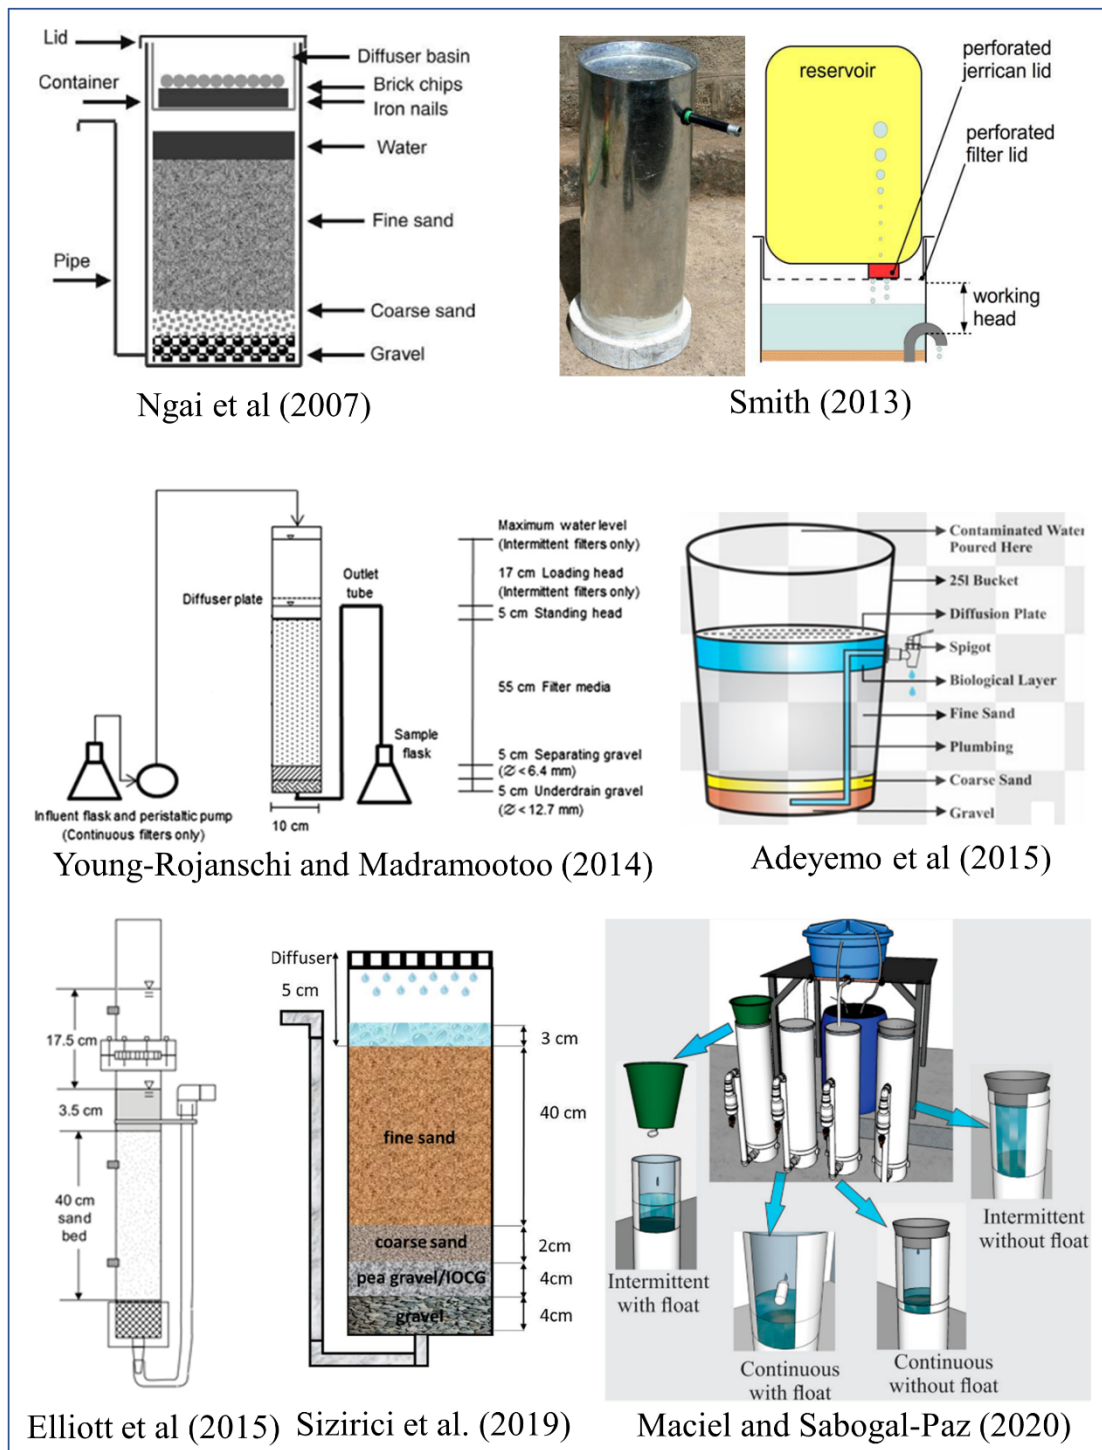 Lid
Container
Pipe
Diffuser basin
Brick chips
Iron nails
Water
Fine sand
Coarse sand
Gravel
Ngai et al (2007)
reservoir
perforated
jerrican lid
perforated
filter lid
working
head
Smith (2013)
Diffuser plate
Outlet
tube
Sample
flask
Influent flask and peristaltic pump
(Continuous filters only)
10 cm
Maximum water level
(Intermittent filters only)
17 cm Loading head
(Intermittent filters only)
5 cm Standing head
55 cm Filter media
5 cm Separating gravel
(∅ < 6.4 mm)
5 cm Underdrain gravel
(∅ < 12.7 mm)
Young-Rojanschi and Madramootoo (2014)
Contaminated Water
Poured Here
25l Bucket
Diffusion Plate
Spigot
Biological Layer
Fine Sand
Plumbing
Coarse Sand
Gravel
Adeyemo et al (2015)
17.5 cm
3.5 cm
40 cm
sand
bed
Elliott et al (2015)
Diffuser
5 cm
3 cm
40 cm
fine sand
coarse sand
2cm
pea gravel/IOCG
4cm
gravel
4cm
Sizirici et al. (2019)
Intermittent
with float
Continuous
with float
Continuous
without float
Intermittent
without float
Maciel and Sabogal-Paz (2020)